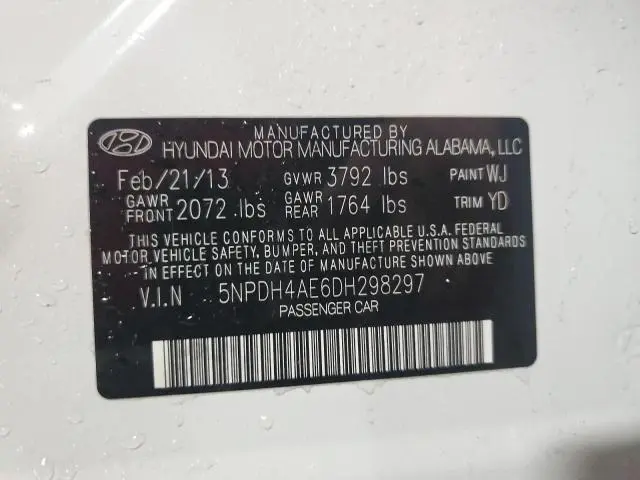 MANUFACTURED BY
HYUNDAI MOTOR MANUFACTURING ALABAMA, LLC
Feb/21/13 GVWR 3792 lbs PAINT WJ
GAWR FRONT 2072 lbs GAWR REAR 1764 lbs TRIM YD
THIS VEHICLE CONFORMS TO ALL APPLICABLE U.S.A. FEDERAL
MOTOR VEHICLE SAFETY, BUMPER, AND THEFT PREVENTION STANDARDS
IN EFFECT ON THE DATE OF MANUFACTURE SHOWN ABOVE
V.I.N 5NPDH4AE6DH298297
PASSENGER CAR